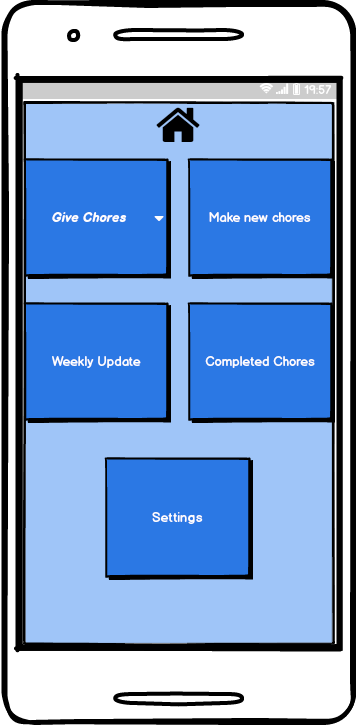 19:57
Give Chores
Make new chores
Weekly Update
Completed Chores
Settings